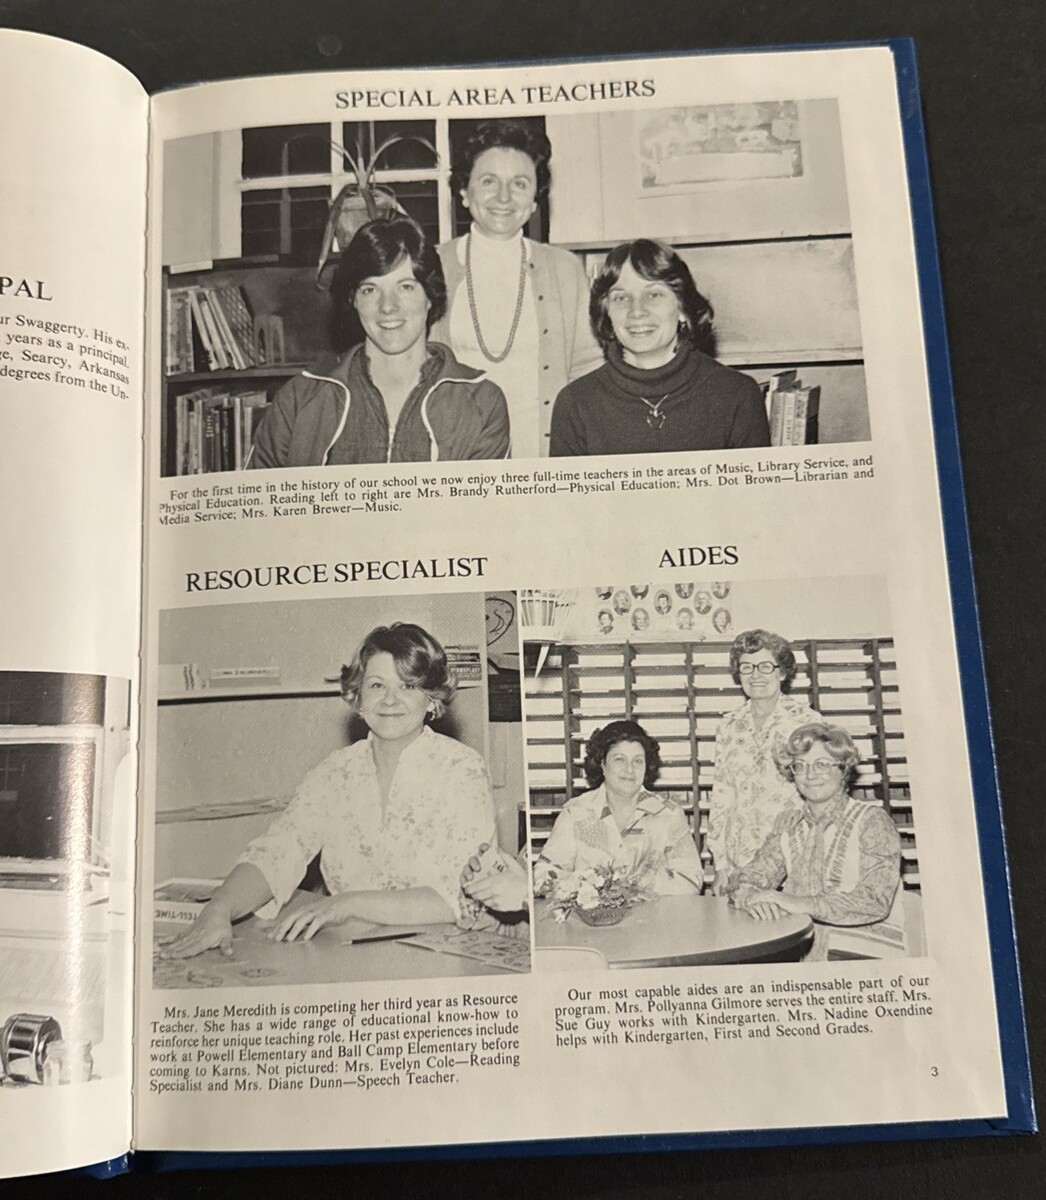 PAL
ur Swaggerty. His ex-
years as a principal.
ge, Searcy, Arkansas
degrees from the Un-
SPECIAL AREA TEACHERS
For the first time in the history of our school we now enjoy three full-time teachers in the areas of Music, Library Service, and
Physical Education. Reading left to right are Mrs. Brandy Rutherford—Physical Education; Mrs. Dot Brown—Librarian and
Media Service; Mrs. Karen Brewer—Music.
RESOURCE SPECIALIST
TELL-TIME
Mrs. Jane Meredith is competing her third year as Resource
Teacher. She has a wide range of educational know-how to
reinforce her unique teaching role. Her past experiences include
work at Powell Elementary and Ball Camp Elementary before
coming to Karns. Not pictured: Mrs. Evelyn Cole—Reading
Specialist and Mrs. Diane Dunn—Speech Teacher.
AIDES
Our most capable aides are an indispensable part of our
program. Mrs. Pollyanna Gilmore serves the entire staff. Mrs.
Sue Guy works with Kindergarten. Mrs. Nadine Oxendine
helps with Kindergarten, First and Second Grades.
3